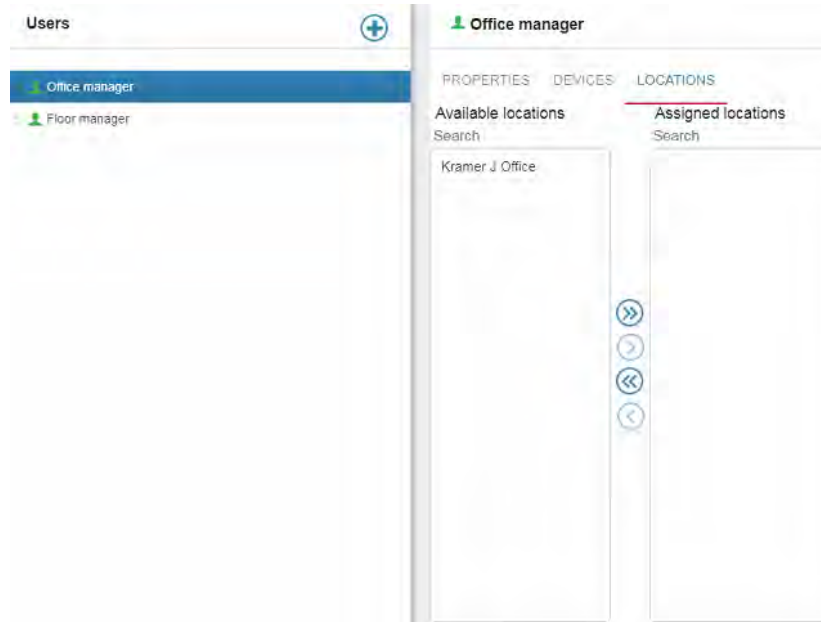 Users
Office manager
Floor manager
Office manager
PROPERTIES DEVICES LOCATIONS
Available locations
Search
Kramer J Office
Assigned locations
Search